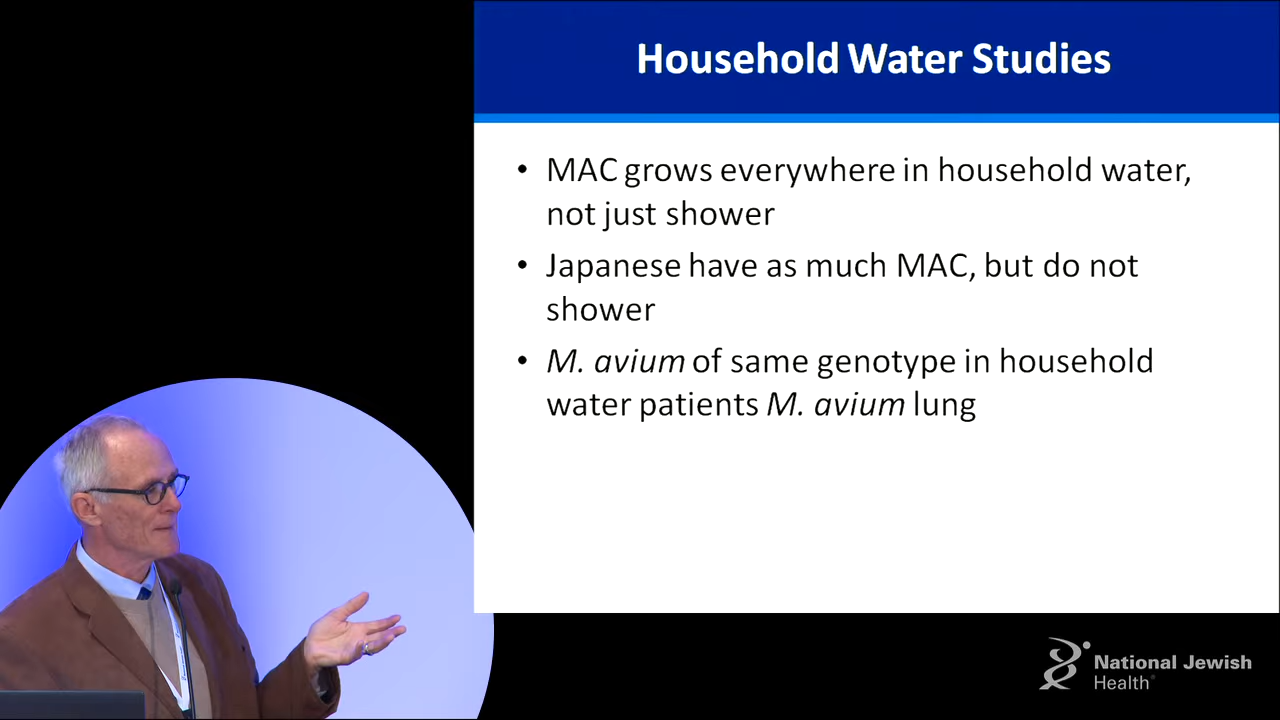 Household Water Studies
• MAC grows everywhere in household water,
not just shower
• Japanese have as much MAC, but do not
shower
• M. avium of same genotype in household
water patients M. avium lung
National Jewish
Health®